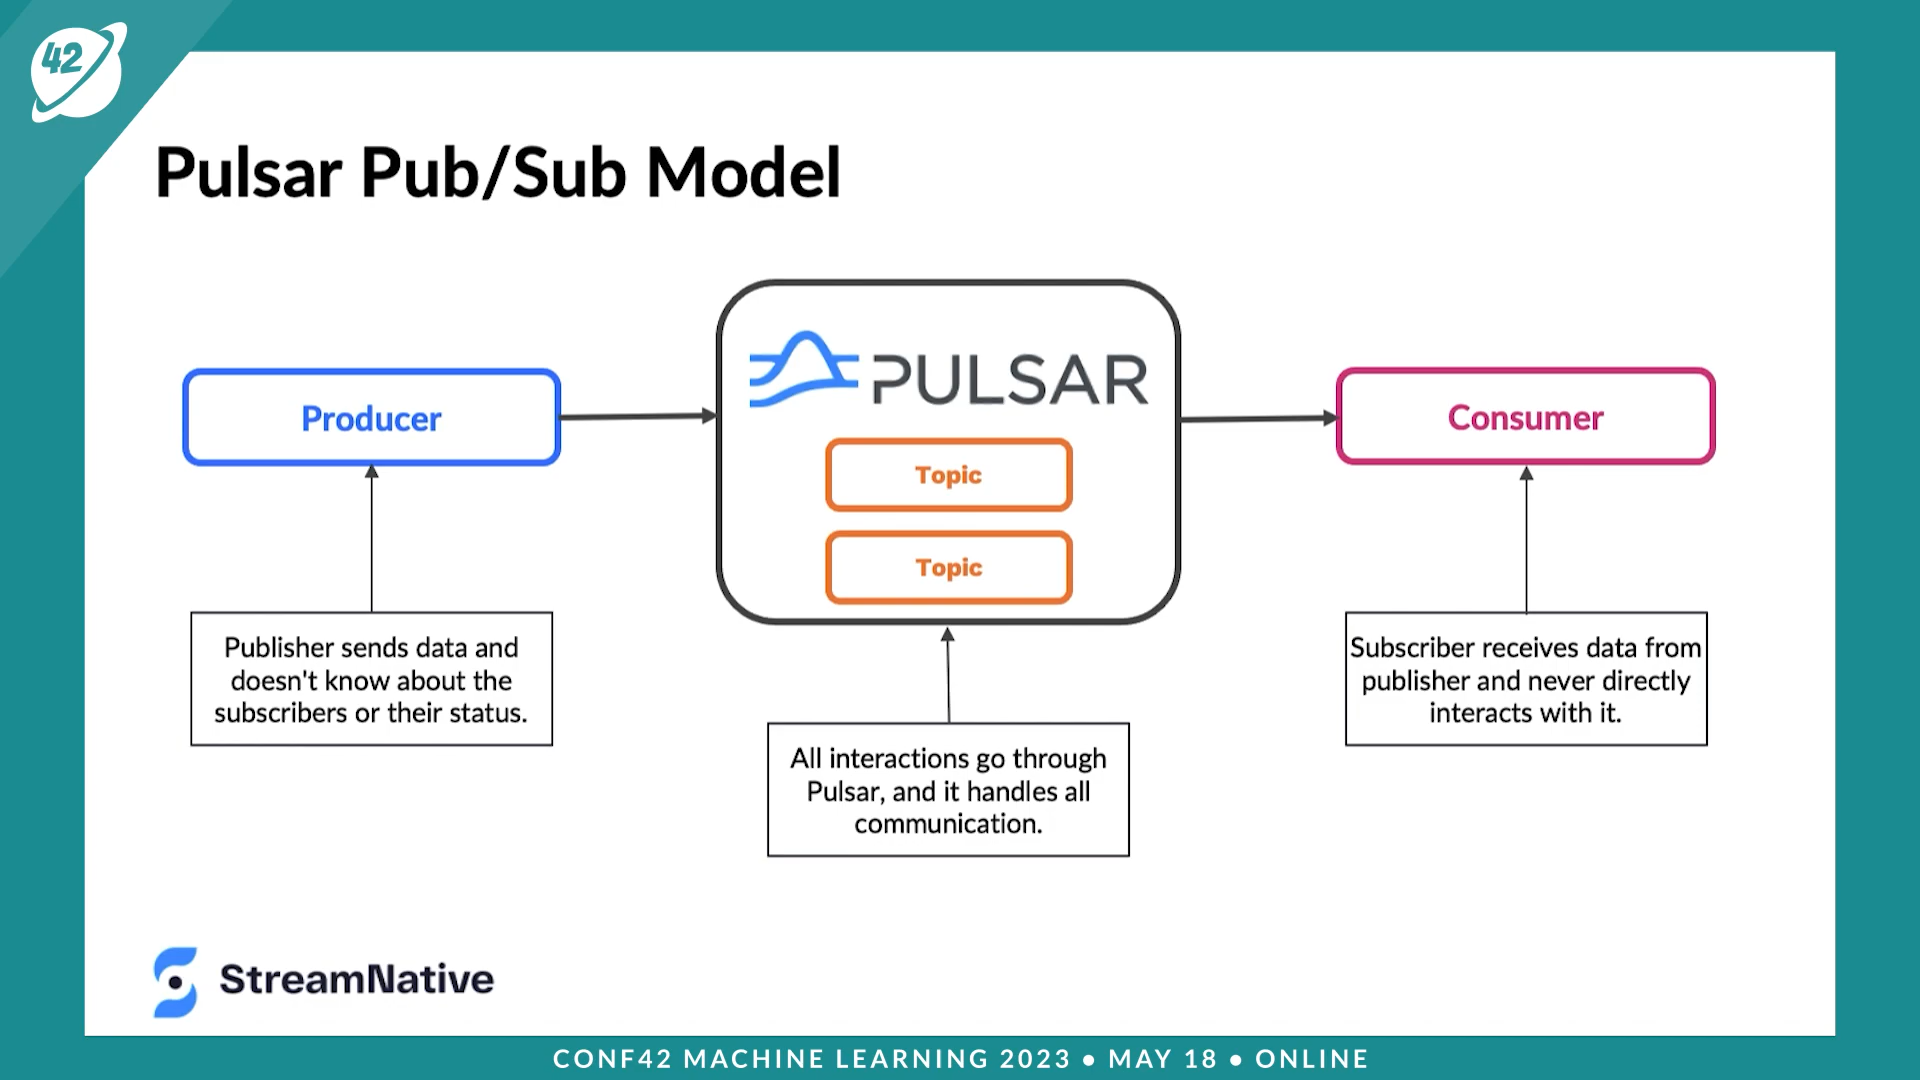 42
Pulsar Pub/Sub Model
PULSAR
Producer
Topic
Topic
Consumer
Publisher sends data and
doesn't know about the
subscribers or their status.
All interactions go through
Pulsar, and it handles all
communication.
Subscriber receives data from
publisher and never directly
interacts with it.
StreamNative
CONF42 MACHINE LEARNING 2023 • MAY 18 • ONLINE